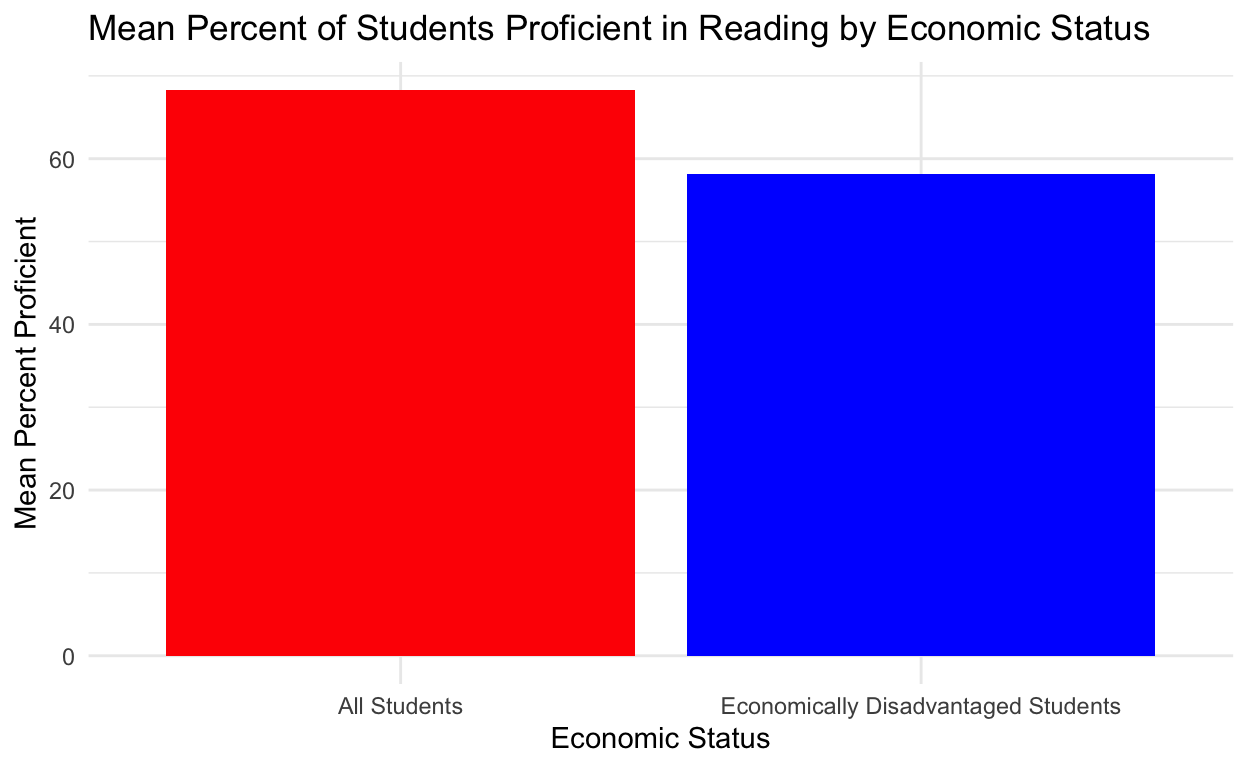 Mean Percent of Students Proficient in Reading by Economic Status
Mean Percent Proficient
60
40
20
0
All Students
Economically Disadvantaged Students
Economic Status